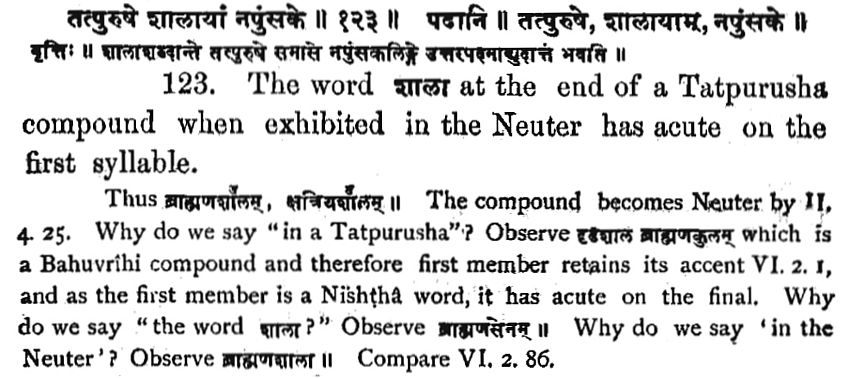 तत्पुरुषे शालायां नपुंसके ॥ १२३ ॥ पदानि ॥ तत्पुरुषे, शालायाम्, नपुंसके ॥
वृत्तिः ॥ शालाशब्दान्ते तत्पुरुषे समासे नपुंसकलिङ्गे उत्तरपदमाद्युदात्तं भवति ॥
123. The word शाला at the end of a Tatpurusha
compound when exhibited in the Neuter has acute on the
first syllable.
Thus ब्राह्मणशा᳚लम्, क्षत्रियशा᳚लम् ॥ The compound becomes Neuter by II.
4. 25. Why do we say “in a Tatpurusha”? Observe दृढशालं ब्राह्मणकुलम् which is
a Bahuvrîhi compound and therefore first member retains its accent VI. 2. 1,
and as the first member is a Nishṭhâ word, it has acute on the final. Why
do we say “the word शाला?” Observe ब्राह्मणसेनम् ॥ Why do we say ‘in the
Neuter’? Observe ब्राह्मणशाला ॥ Compare VI. 2. 86.